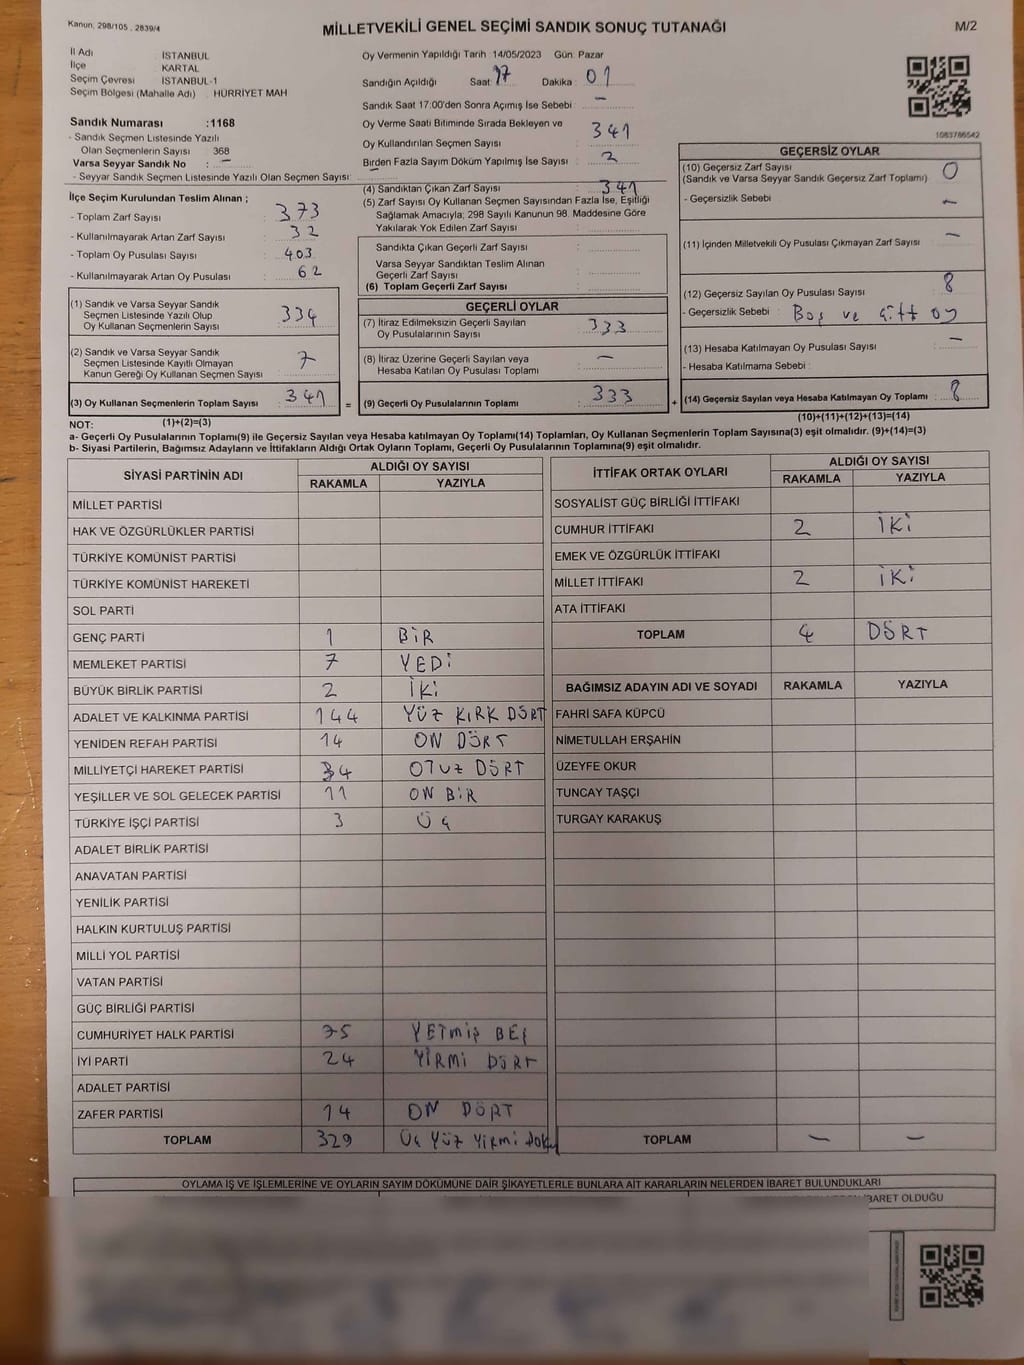 Kanun, 298/105 , 2839/4
MİLLETVEKİLİ GENEL SEÇİMİ SANDIK SONUÇ TUTANAĞI
M/2
İl Adı İSTANBUL
İlçe KARTAL
Seçim Çevresi İSTANBUL-1
Seçim Bölgesi (Mahalle Adı) : HÜRRİYET MAH
Oy Vermenin Yapıldığı Tarih 14/05/2023 Gün: Pazar
Sandığın Açıldığı Saat: 17 Dakika : 01
Sandık Saat 17:00'den Sonra Açımış İse Sebebi : –
Sandık Numarası :1168
- Sandık Seçmen Listesinde Yazılı
Olan Seçmenlerin Sayısı 368
Varsa Seyyar Sandık No : –
- Seyyar Sandık Seçmen Listesinde Yazılı Olan Seçmen Sayısı:
Oy Verme Saati Bitiminde Sırada Bekleyen ve
Oy Kullandırılan Seçmen Sayısı : 341
Birden Fazla Sayım Döküm Yapılmış İse Sayısı : 2
1083786542
İlçe Seçim Kurulundan Teslim Alınan ;
- Toplam Zarf Sayısı : 373
- Kullanılmayarak Artan Zarf Sayısı : 32
- Toplam Oy Pusulası Sayısı : 403
- Kullanılmayarak Artan Oy Pusulası : 62
(4) Sandıktan Çıkan Zarf Sayısı : 341
(5) Zarf Sayısı Oy Kullanan Seçmen Sayısından Fazla İse, Eşitliği
Sağlamak Amacıyla; 298 Sayılı Kanunun 98. Maddesine Göre
Yakılarak Yok Edilen Zarf Sayısı :
Sandıkta Çıkan Geçerli Zarf Sayısı :
Varsa Seyyar Sandıktan Teslim Alınan
Geçerli Zarf Sayısı :
(6) Toplam Geçerli Zarf Sayısı :
GEÇERSİZ OYLAR
(10) Geçersiz Zarf Sayısı : 0
(Sandık ve Varsa Seyyar Sandık Geçersiz Zarf Toplamı)
- Geçersizlik Sebebi : –
(11) İçinden Milletvekili Oy Pusulası Çıkmayan Zarf Sayısı : –
(12) Geçersiz Sayılan Oy Pusulası Sayısı : 8
- Geçersizlik Sebebi : Boş ve çift oy
(13) Hesaba Katılmayan Oy Pusulası Sayısı : –
- Hesaba Katılmama Sebebi :
(14) Geçersiz Sayılan veya Hesaba Katılmayan Oy Toplamı : 8
(10)+(11)+(12)+(13)=(14)
(1) Sandık ve Varsa Seyyar Sandık
Seçmen Listesinde Yazılı Olup
Oy Kullanan Seçmenlerin Sayısı : 334
(2) Sandık ve Varsa Seyyar Sandık
Seçmen Listesinde Kayıtlı Olmayan
Kanun Gereği Oy Kullanan Seçmen Sayısı : 7
(3) Oy Kullanan Seçmenlerin Toplam Sayısı : 341
(1)+(2)=(3)
GEÇERLİ OYLAR
(7) İtiraz Edilmeksizin Geçerli Sayılan
Oy Pusulalarının Sayısı : 333
(8) İtiraz Üzerine Geçerli Sayılan veya
Hesaba Katılan Oy Pusulası Toplamı : –
= (9) Geçerli Oy Pusulalarının Toplamı : 333 +
NOT:
a- Geçerli Oy Pusulalarının Toplamı(9) ile Geçersiz Sayılan veya Hesaba katılmayan Oy Toplamı(14) Toplamları, Oy Kullanan Seçmenlerin Toplam Sayısına(3) eşit olmalıdır. (9)+(14)=(3)
b- Siyasi Partilerin, Bağımsız Adayların ve İttifakların Aldığı Ortak Oyların Toplamı, Geçerli Oy Pusulalarının Toplamına(9) eşit olmalıdır.
SİYASİ PARTİNİN ADI ALDIĞI OY SAYISI
RAKAMLA YAZIYLA
MİLLET PARTİSİ
HAK VE ÖZGÜRLÜKLER PARTİSİ
TÜRKİYE KOMÜNİST PARTİSİ
TÜRKİYE KOMÜNİST HAREKETİ
SOL PARTİ
GENÇ PARTİ 1 BİR
MEMLEKET PARTİSİ 7 YEDİ
BÜYÜK BİRLİK PARTİSİ 2 İKİ
ADALET VE KALKINMA PARTİSİ 144 YÜZ KIRK DÖRT
YENİDEN REFAH PARTİSİ 14 ON DÖRT
MİLLİYETÇİ HAREKET PARTİSİ 34 OTUZ DÖRT
YEŞİLLER VE SOL GELECEK PARTİSİ 11 ON BİR
TÜRKİYE İŞÇİ PARTİSİ 3 ÜÇ
ADALET BİRLİK PARTİSİ
ANAVATAN PARTİSİ
YENİLİK PARTİSİ
HALKIN KURTULUŞ PARTİSİ
MİLLİ YOL PARTİSİ
VATAN PARTİSİ
GÜÇ BİRLİĞİ PARTİSİ
CUMHURİYET HALK PARTİSİ 75 YETMİŞ BEŞ
İYİ PARTİ 24 YİRMİ DÖRT
ADALET PARTİSİ
ZAFER PARTİSİ 14 ON DÖRT
TOPLAM 329 Üç Yüz Yirmi dokuz
İTTİFAK ORTAK OYLARI ALDIĞI OY SAYISI
RAKAMLA YAZIYLA
SOSYALİST GÜÇ BİRLİĞİ İTTİFAKI
CUMHUR İTTİFAKI 2 İKİ
EMEK VE ÖZGÜRLÜK İTTİFAKI
MİLLET İTTİFAKI 2 İKİ
ATA İTTİFAKI
TOPLAM 4 DÖRT
BAĞIMSIZ ADAYIN ADI VE SOYADI RAKAMLA YAZIYLA
FAHRİ SAFA KÜPCÜ
NİMETULLAH ERŞAHİN
ÜZEYFE OKUR
TUNCAY TAŞÇI
TURGAY KARAKUŞ
TOPLAM – –
OYLAMA İŞ VE İŞLEMLERİNE VE OYLARIN SAYIM DÖKÜMÜNE DAİR ŞİKAYETLERLE BUNLARA AİT KARARLARIN NELERDEN İBARET BULUNDUKLARI
İBARET OLDUĞU